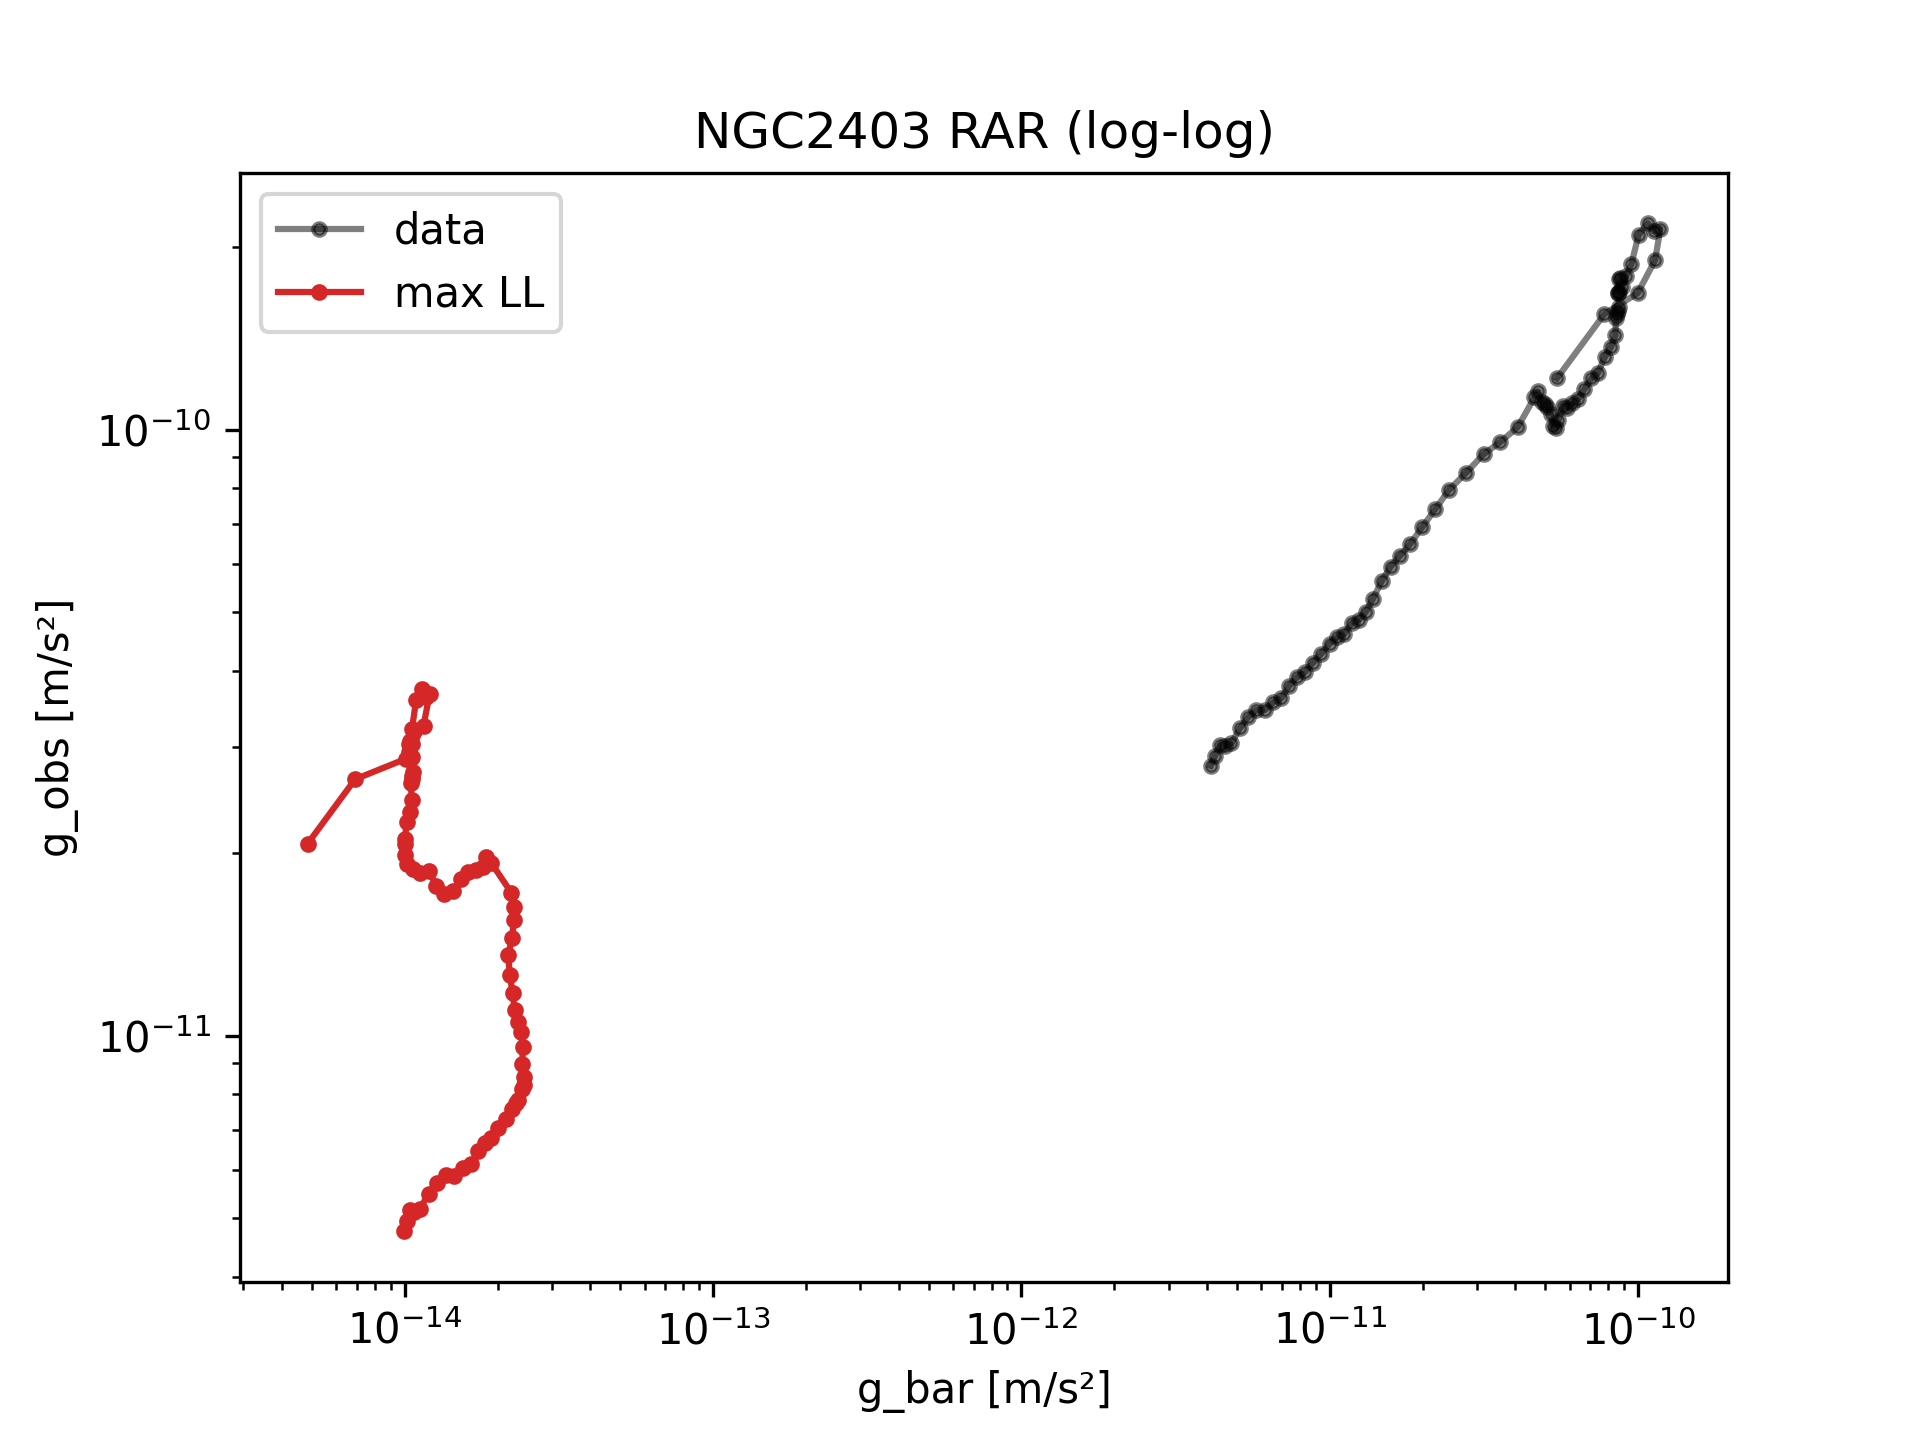 NGC2403 RAR (log-log)
data
max LL
g_obs [m/s²]
10⁻¹⁰
10⁻¹¹
10⁻¹⁴ 10⁻¹³ 10⁻¹² 10⁻¹¹ 10⁻¹⁰
g_bar [m/s²]